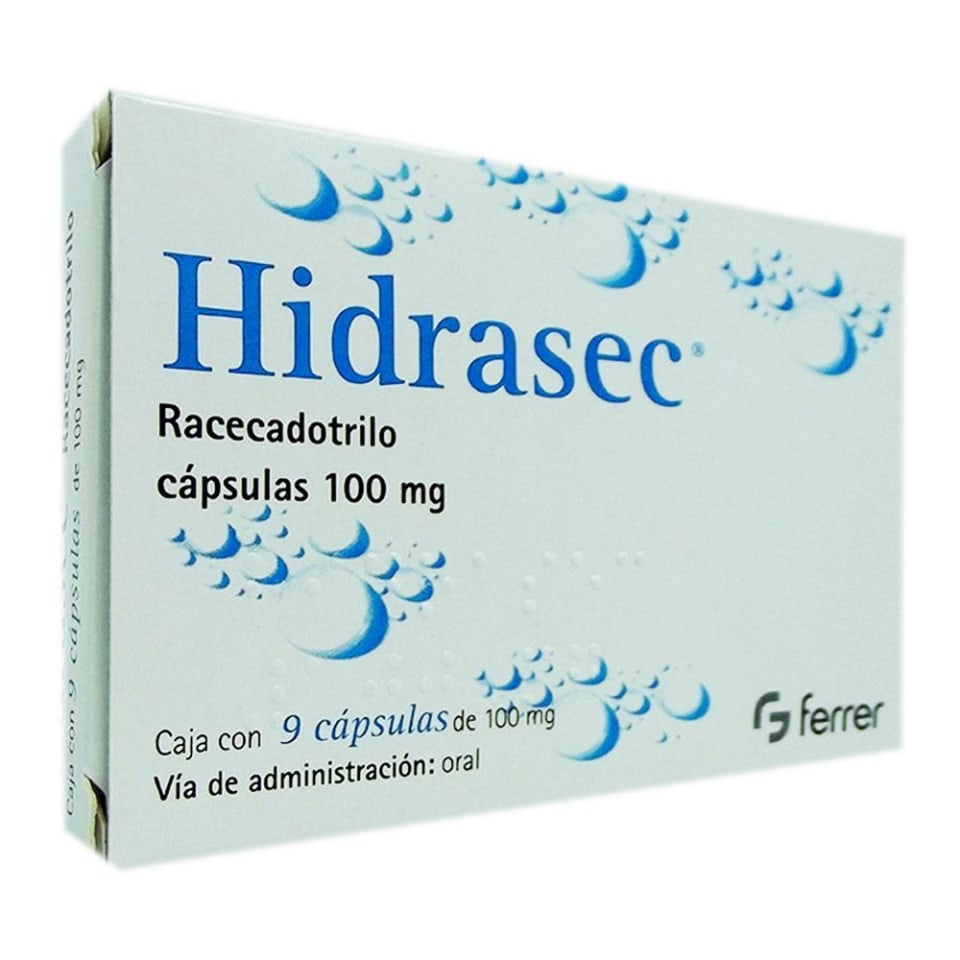 Hidrasec®
Racecadotrilo
cápsulas 100 mg
Caja con 9 cápsulas de 100 mg
Vía de administración: oral
ferrer
Racecadotrilo
Caja con 9 cápsulas de 100 mg